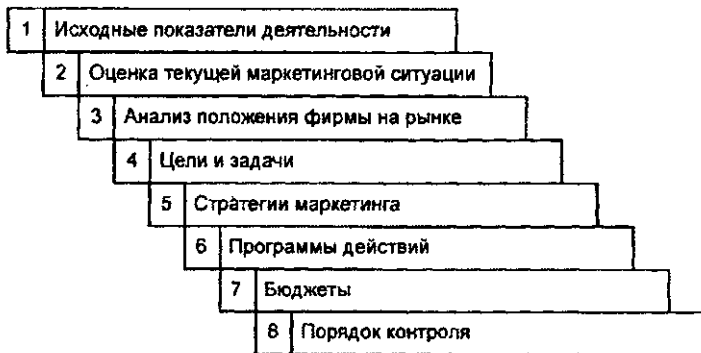 1 Исходные показатели деятельности
2 Оценка текущей маркетинговой ситуации
3 Анализ положения фирмы на рынке
4 Цели и задачи
5 Стратегии маркетинга
6 Программы действий
7 Бюджеты
8 Порядок контроля